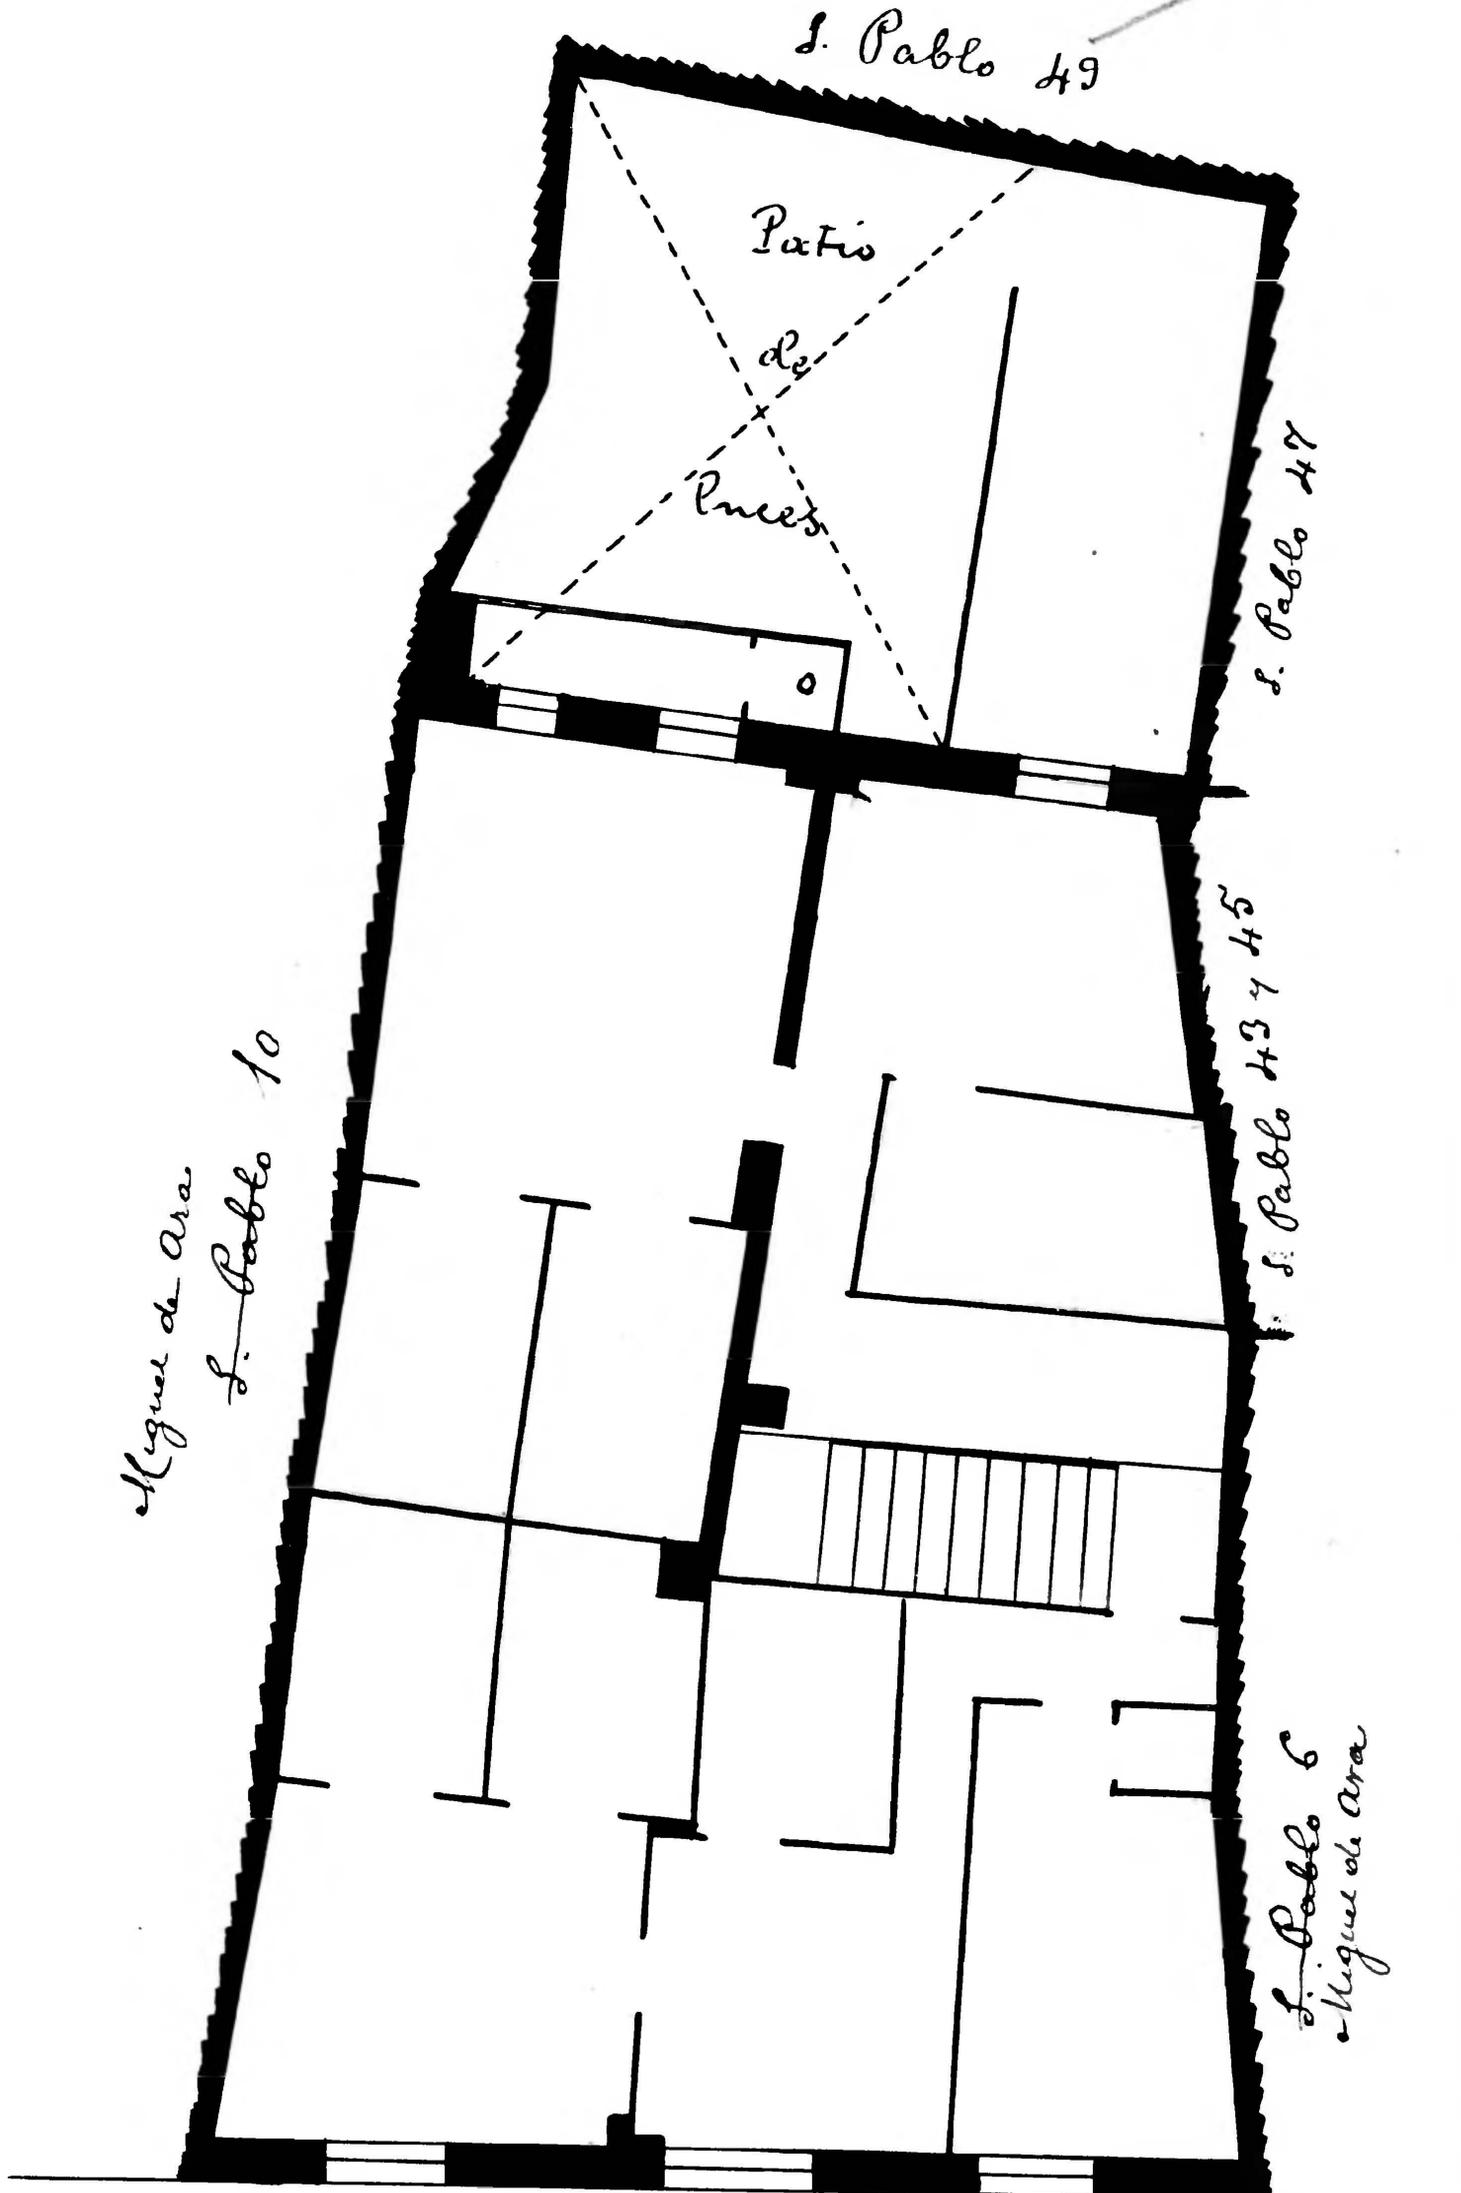 S. Pablo 49
Patio
de
luces
S. Pablo 47
S. Pablo 43 y 45
Miguel de Ara
S. Pablo 10
S. Pablo 6
Miguel de Ara